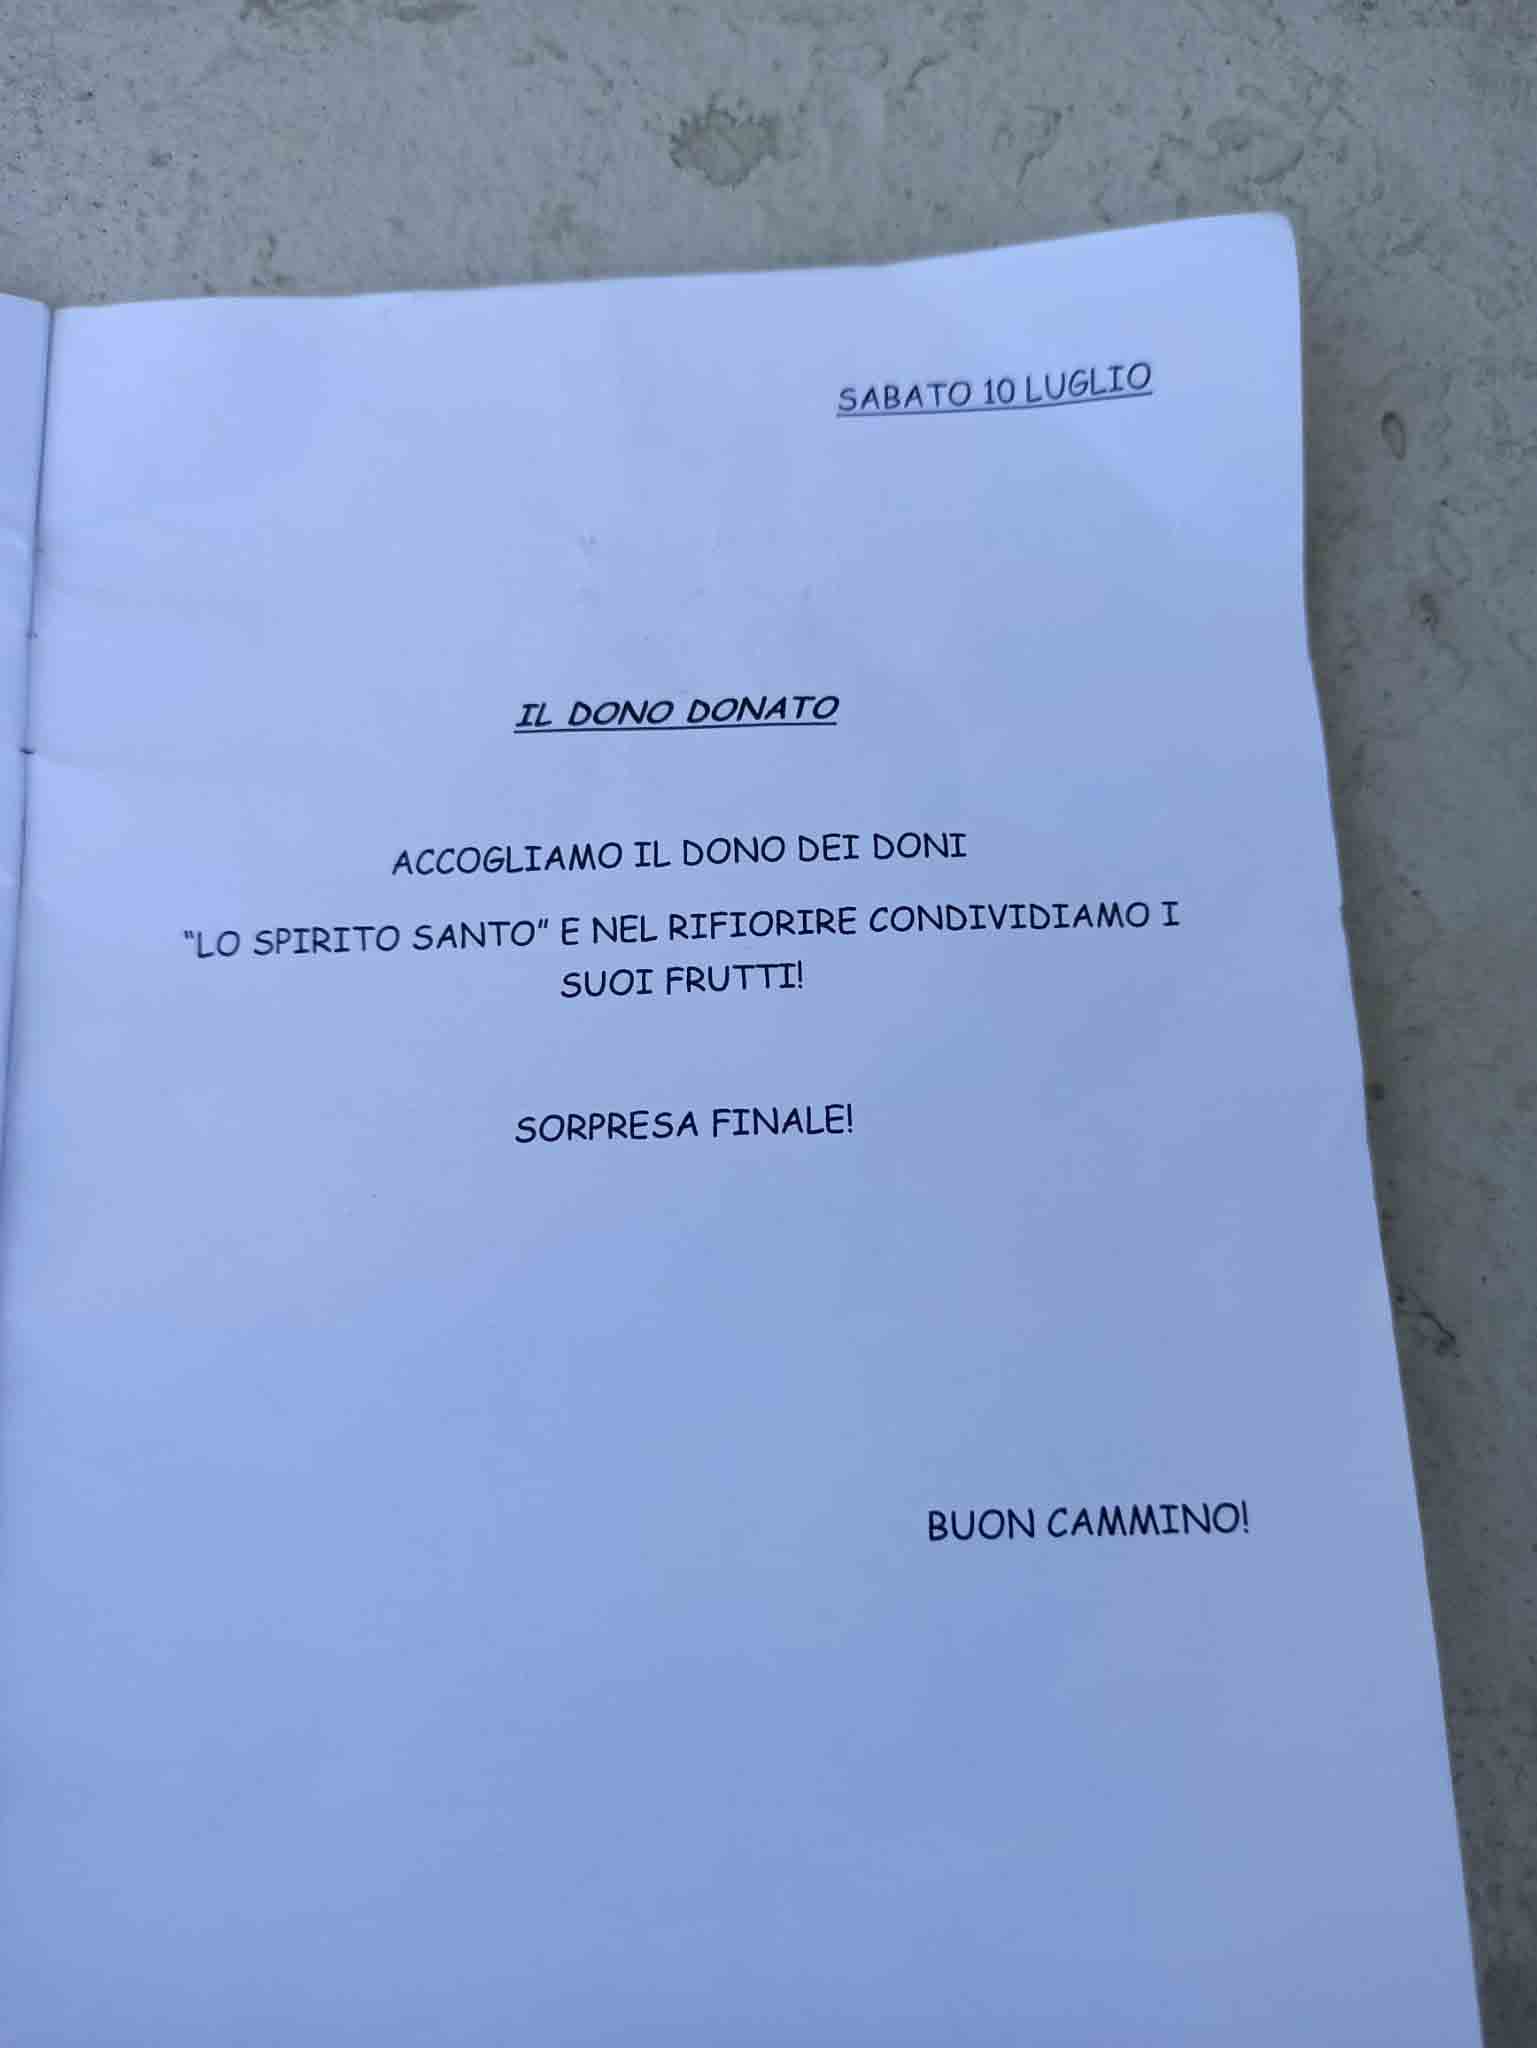 SABATO 10 LUGLIO
IL DONO DONATO
ACCOGLIAMO IL DONO DEI DONI
"LO SPIRITO SANTO" E NEL RIFIORIRE CONDIVIDIAMO I
SUOI FRUTTI!
SORPRESA FINALE!
BUON CAMMINO!